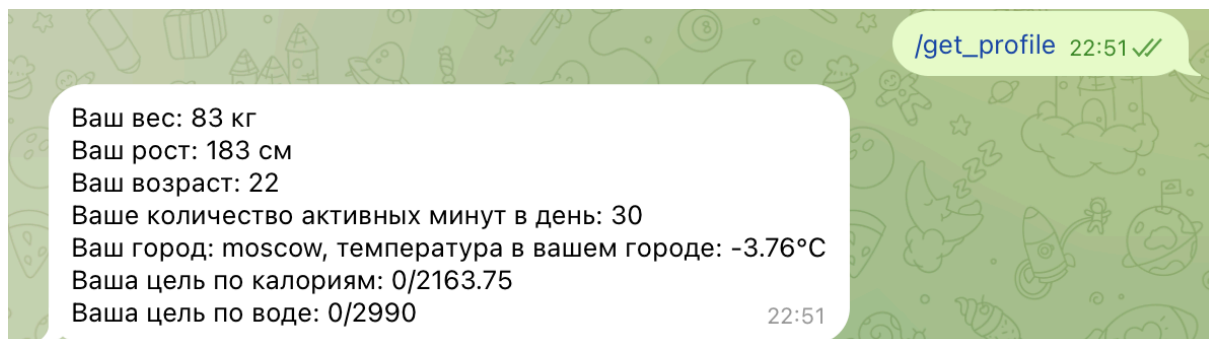 /get_profile 22:51
Ваш вес: 83 кг
Ваш рост: 183 см
Ваш возраст: 22
Ваше количество активных минут в день: 30
Ваш город: moscow, температура в вашем городе: -3.76°C
Ваша цель по калориям: 0/2163.75
Ваша цель по воде: 0/2990
22:51